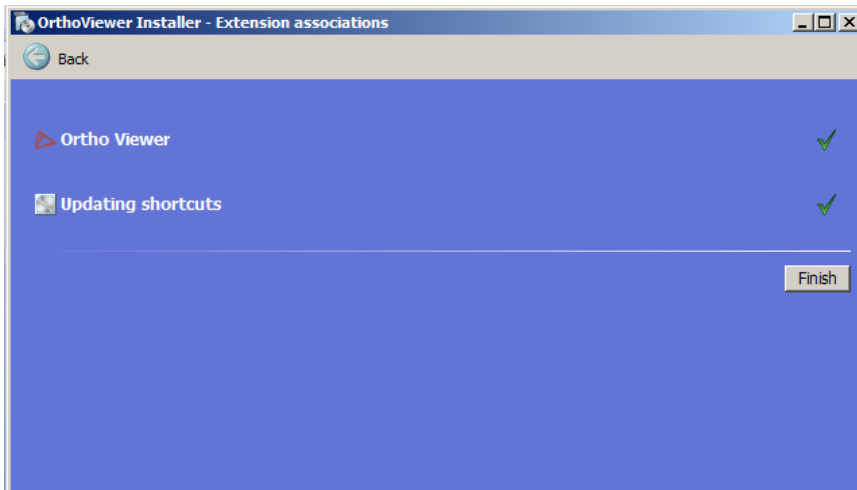 OrthoViewer Installer - Extension associations
Back
Ortho Viewer
Updating shortcuts
Finish